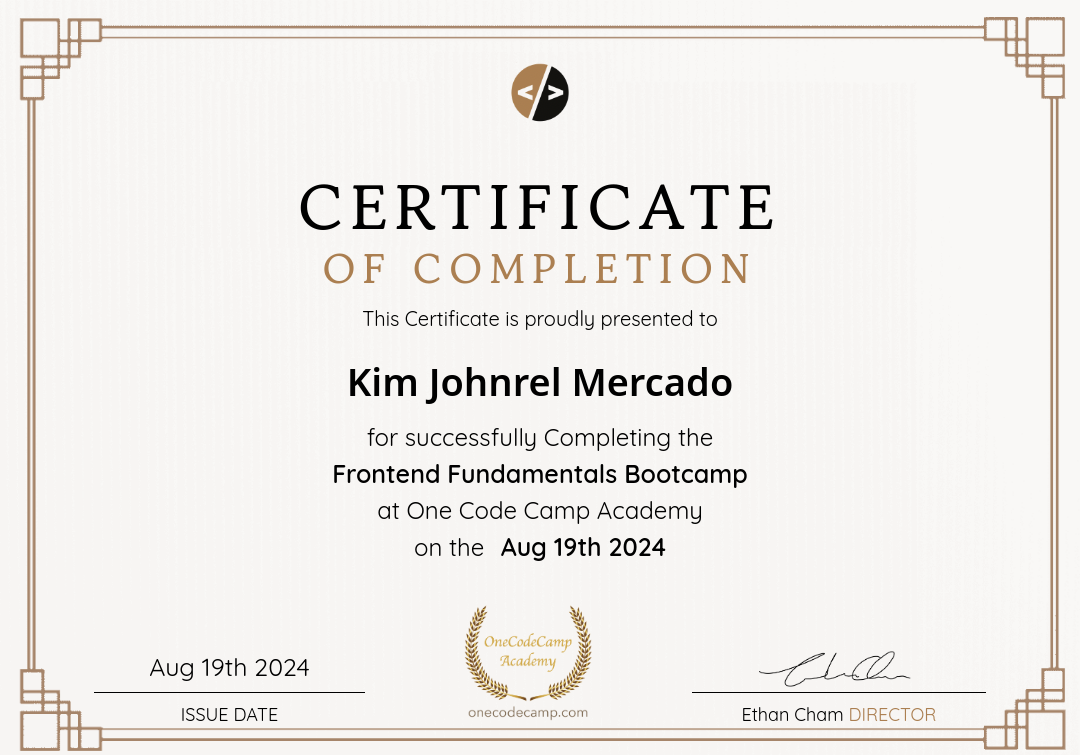 CERTIFICATE
OF COMPLETION
This Certificate is proudly presented to
Kim Johnrel Mercado
for successfully Completing the
Frontend Fundamentals Bootcamp
at One Code Camp Academy
on the Aug 19th 2024
OneCodeCamp
Academy
onecodecamp.com
Aug 19th 2024
ISSUE DATE
Ethan Cham DIRECTOR